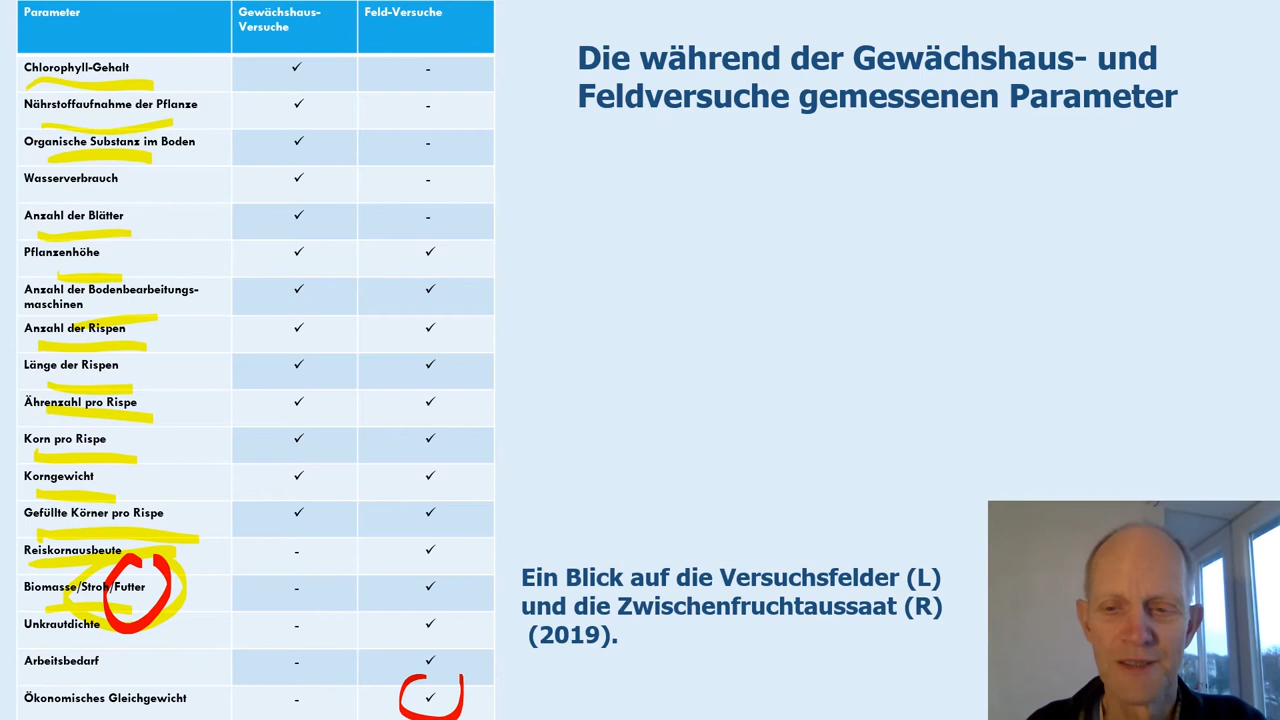 Parameter Gewächshaus- Feld-Versuche
Versuche
Chlorophyll-Gehalt ✓ -
Nährstoffaufnahme der Pflanze ✓ -
Organische Substanz im Boden ✓ -
Wasserverbrauch ✓ -
Anzahl der Blätter ✓ -
Pflanzenhöhe ✓ ✓
Anzahl der Bodenbearbeitungs- ✓ ✓
maschinen
Anzahl der Rispen ✓ ✓
Länge der Rispen ✓ ✓
Ährenzahl pro Rispe ✓ ✓
Korn pro Rispe ✓ ✓
Korngewicht ✓ ✓
Gefüllte Körner pro Rispe ✓ ✓
Reiskornausbeute - ✓
Biomasse/Stroh/Futter - ✓
Unkrautdichte - ✓
Arbeitsbedarf - ✓
Ökonomisches Gleichgewicht - ✓
Die während der Gewächshaus- und
Feldversuche gemessenen Parameter
Ein Blick auf die Versuchsfelder (L)
und die Zwischenfruchtaussaat (R)
(2019).